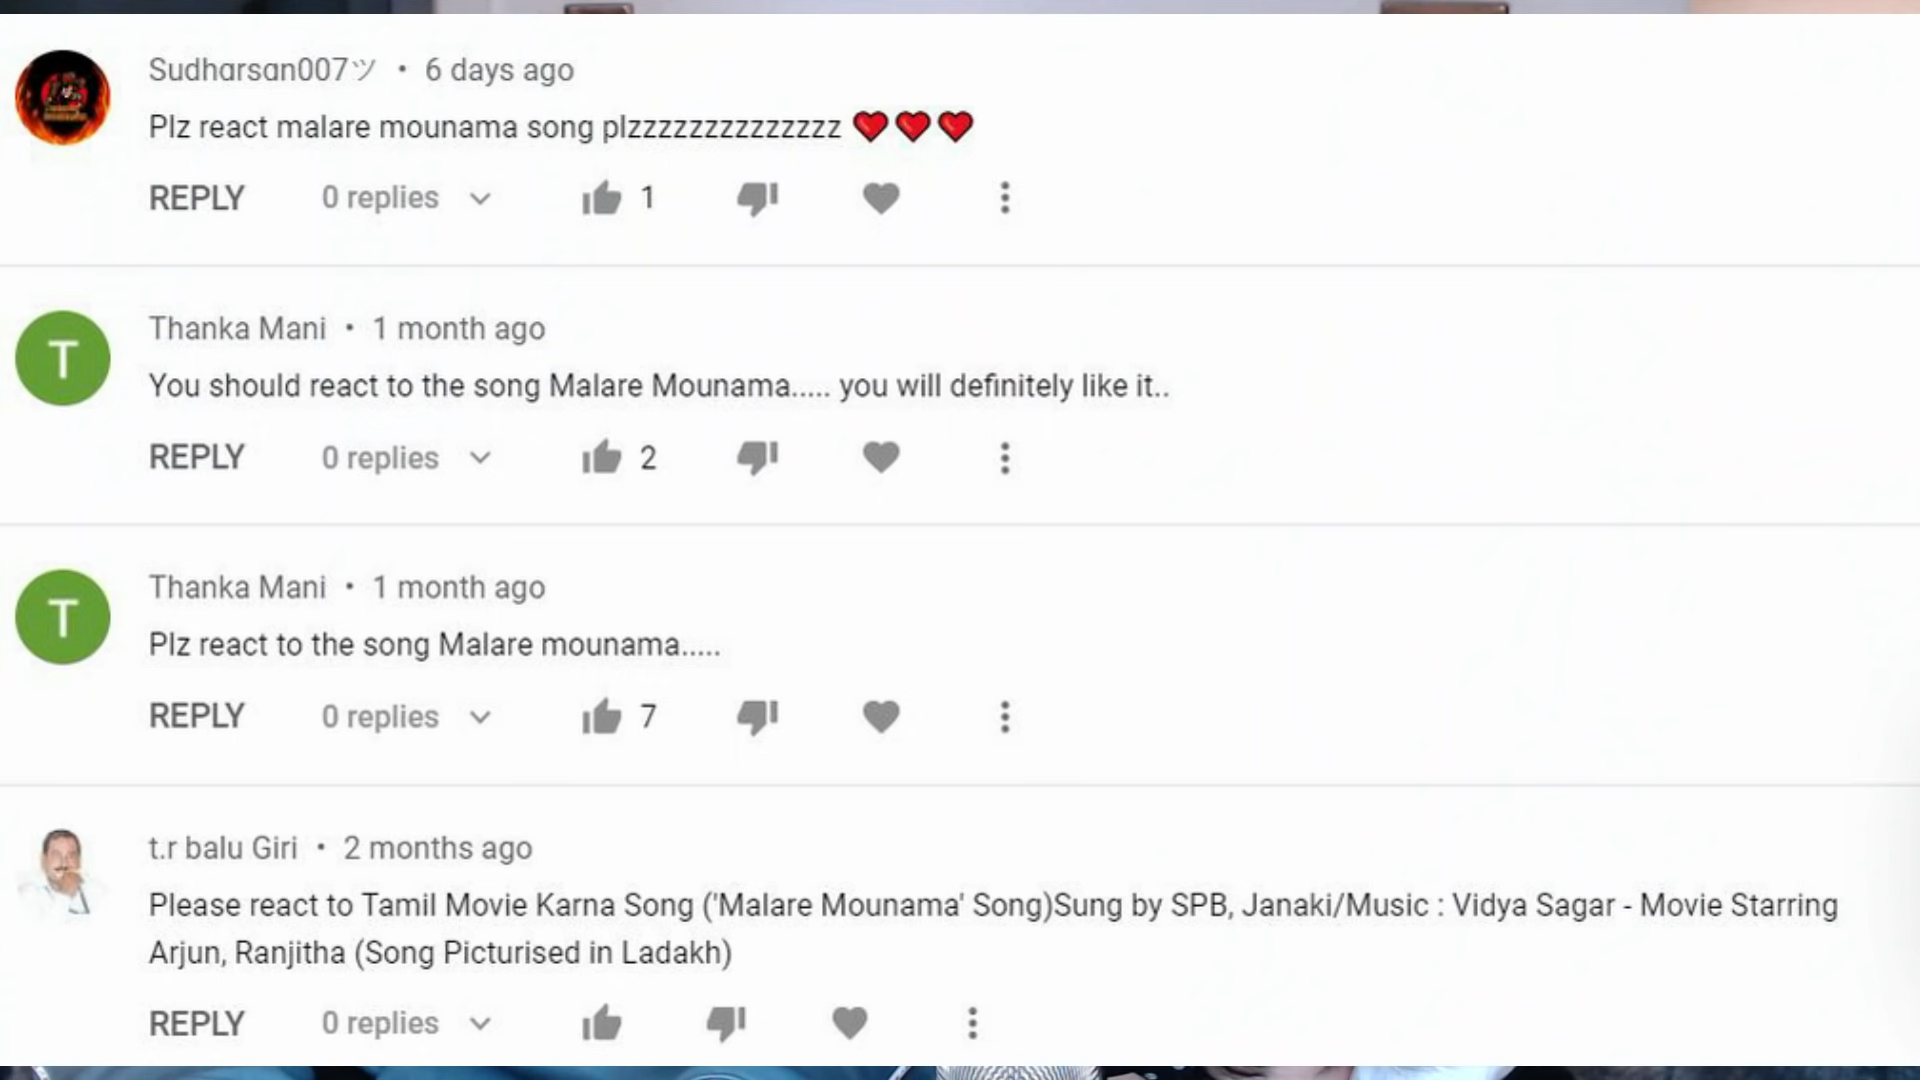 Sudharsan007ツ • 6 days ago
Plz react malare mounama song plzzzzzzzzzzzzzz ❤️❤️❤️
REPLY 0 replies 1
T
Thanka Mani • 1 month ago
You should react to the song Malare Mounama..... you will definitely like it..
REPLY 0 replies 2
T
Thanka Mani • 1 month ago
Plz react to the song Malare mounama.....
REPLY 0 replies 7
t.r balu Giri • 2 months ago
Please react to Tamil Movie Karna Song ('Malare Mounama' Song)Sung by SPB, Janaki/Music : Vidya Sagar - Movie Starring
Arjun, Ranjitha (Song Picturised in Ladakh)
REPLY 0 replies